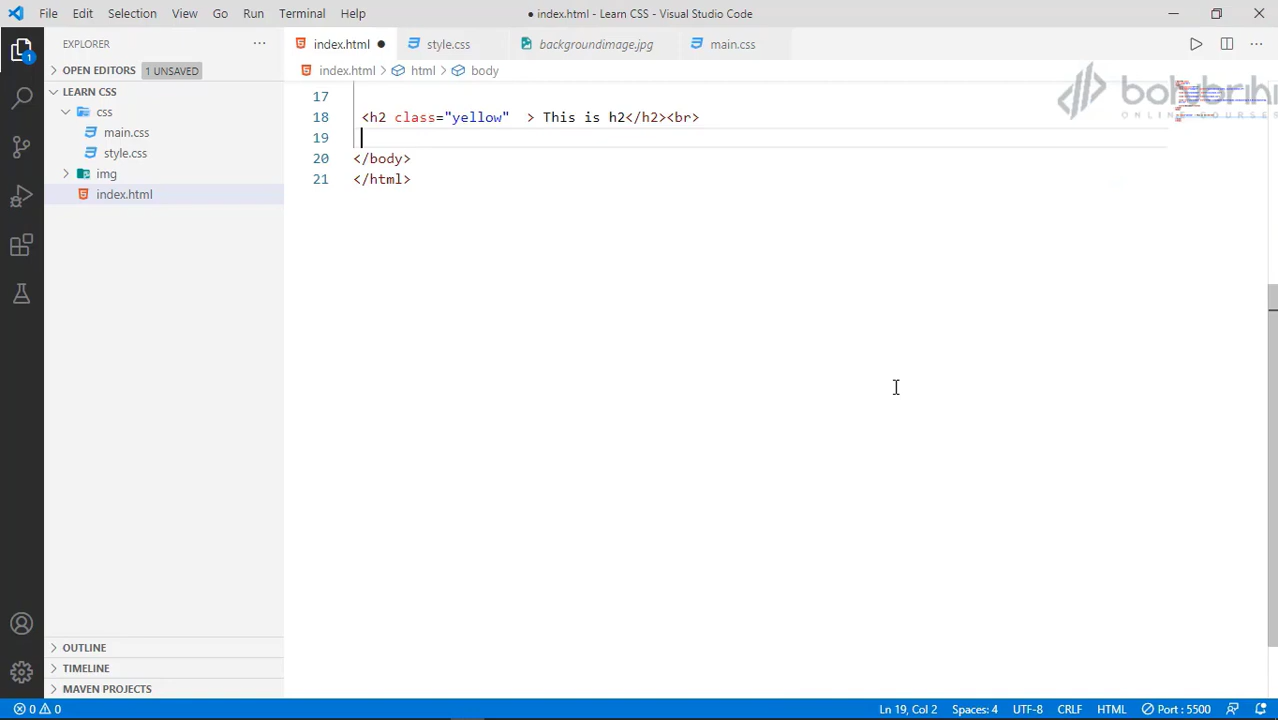 File Edit Selection View Go Run Terminal Help
● index.html - Learn CSS - Visual Studio Code
EXPLORER
index.html
style.css
backgroundimage.jpg
main.css
OPEN EDITORS 1 UNSAVED
index.html > html > body
LEARN CSS
css
main.css
style.css
img
index.html
17
18 <h2 class="yellow"  > This is h2</h2><br>
19
20 </body>
21 </html>
ONLINE COURSES
1
OUTLINE
TIMELINE
MAVEN PROJECTS
0 0
Ln 19, Col 2 Spaces: 4 UTF-8 CRLF HTML Port : 5500